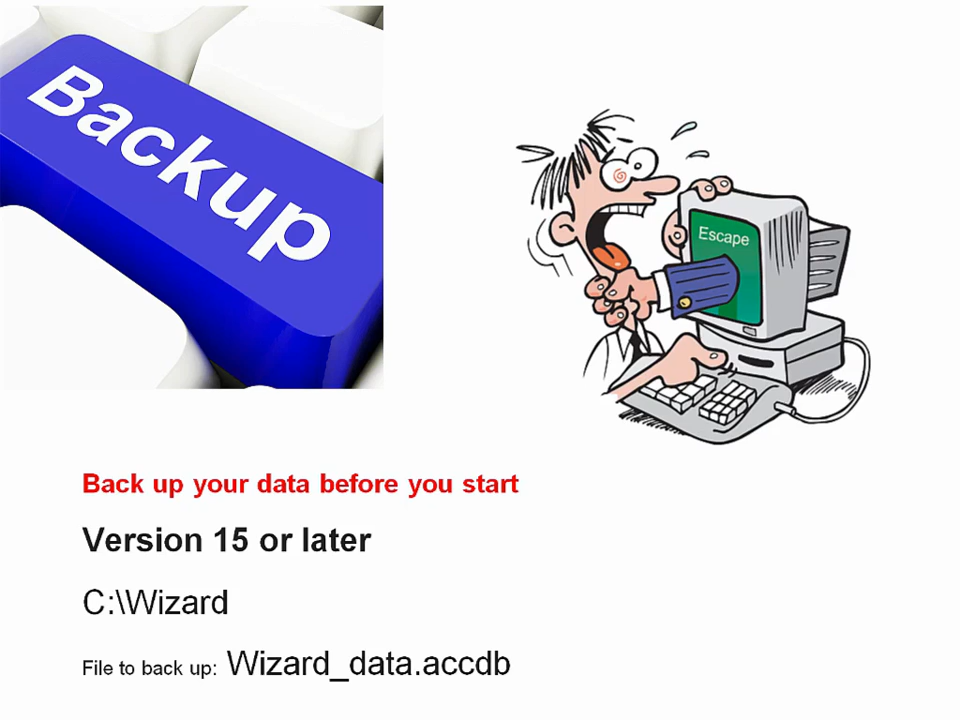 Backup
Escape
Back up your data before you start
Version 15 or later
C:\Wizard
File to back up: Wizard_data.accdb